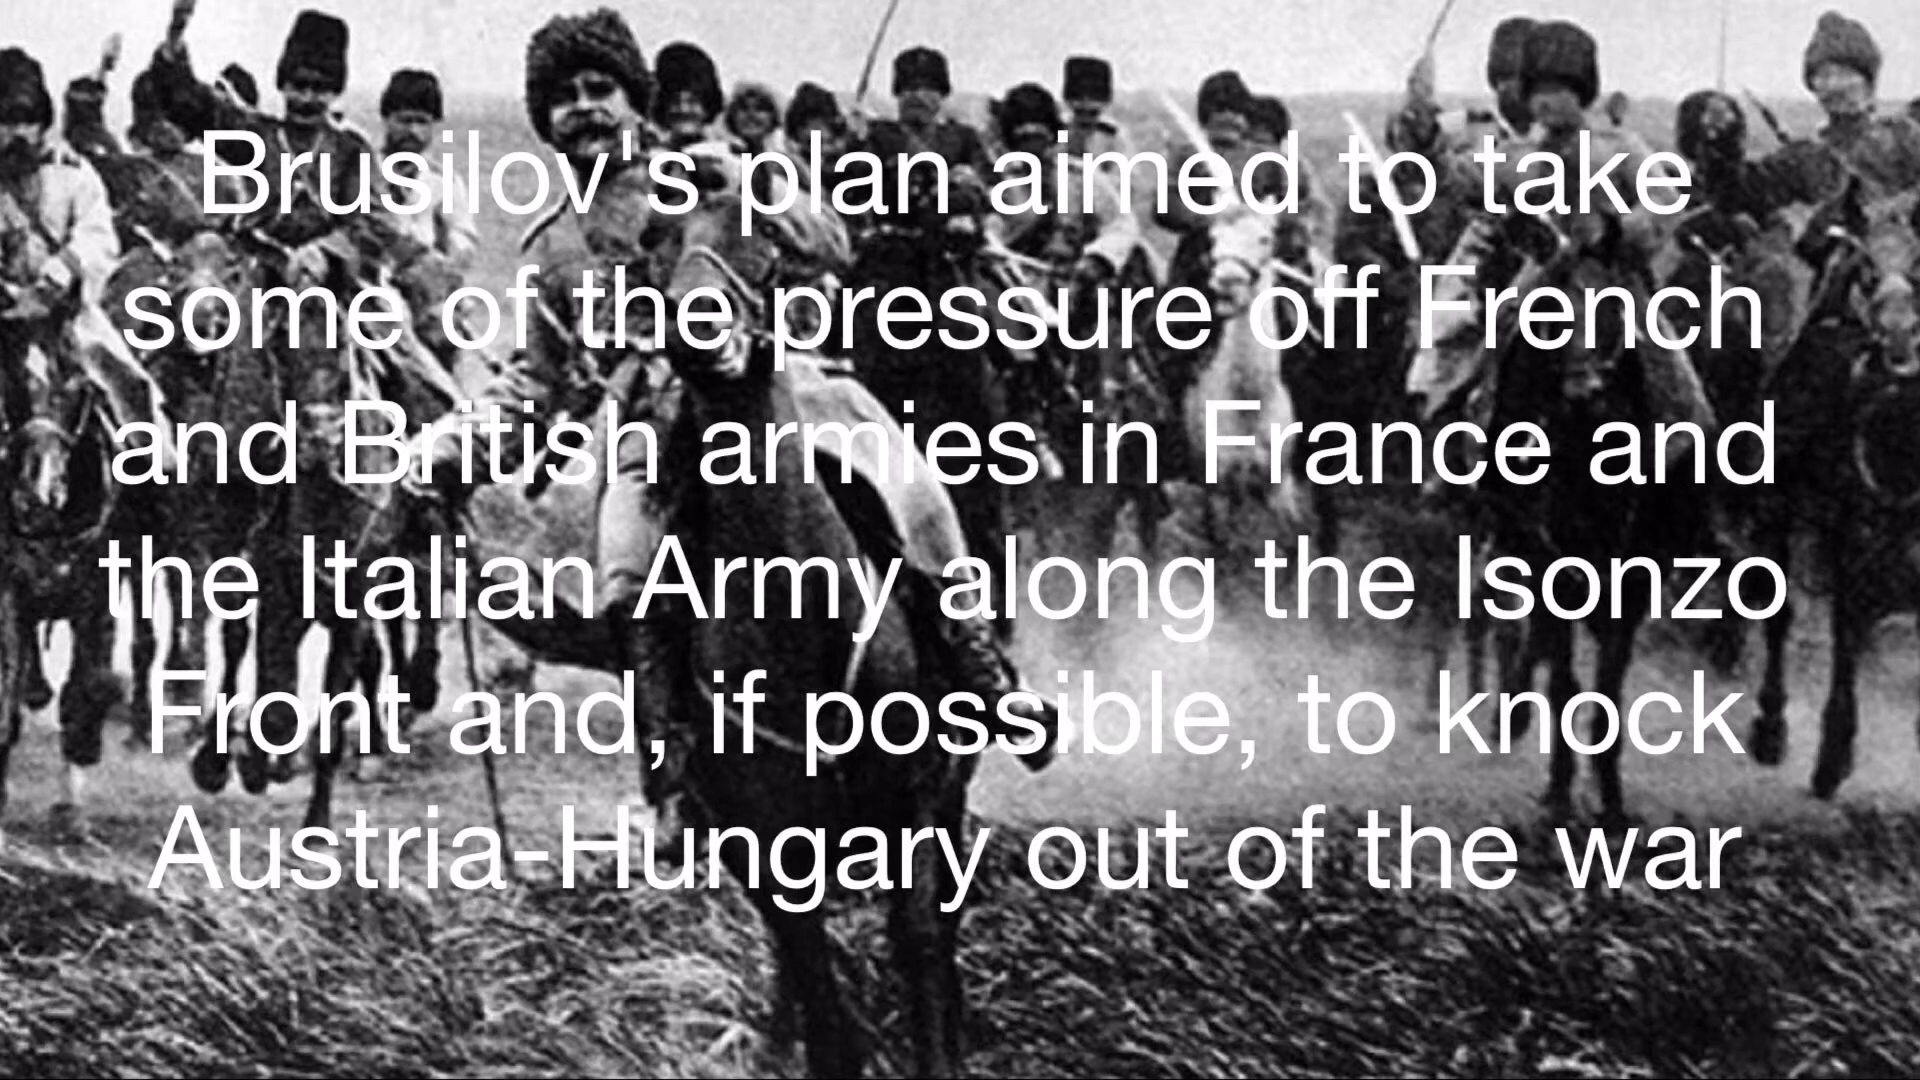 Brusilov's plan aimed to take
some of the pressure off French
and British armies in France and
the Italian Army along the Isonzo
Front and, if possible, to knock
Austria-Hungary out of the war